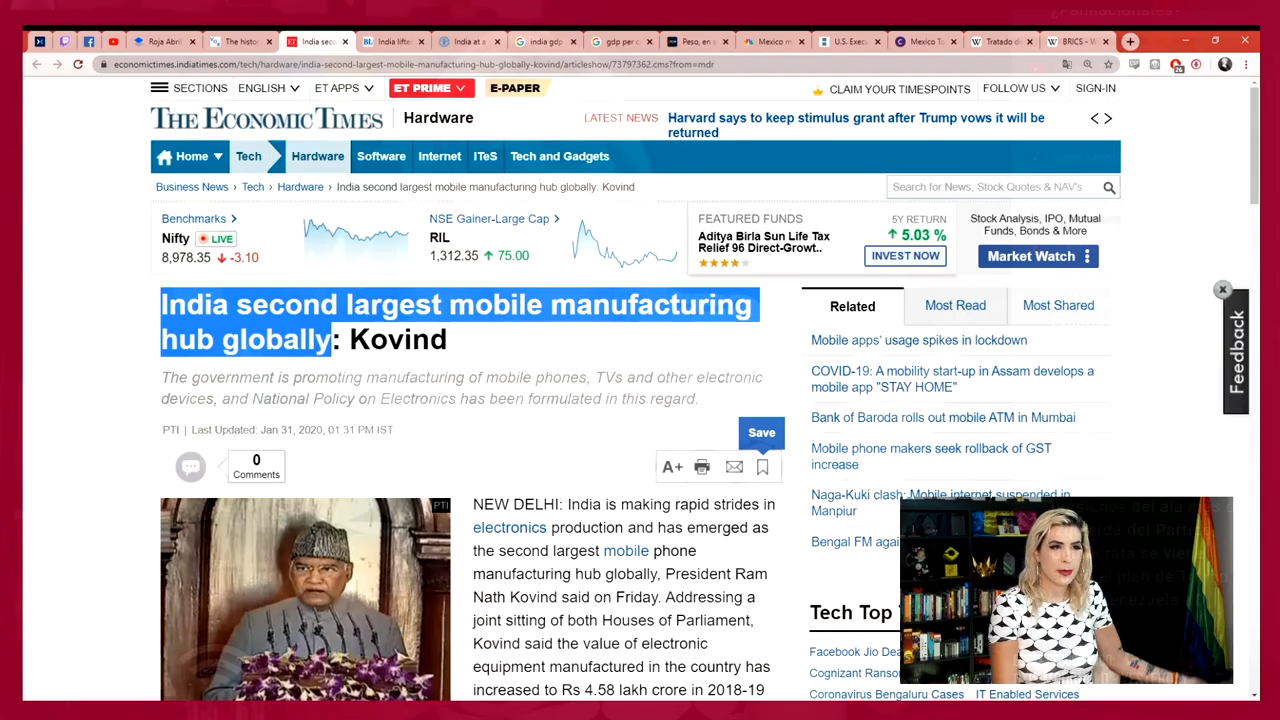 Roja Abril
The histor
India sec
India lifte
India at a
india gdp
gdp per c
Peso, en s
Mexico m
U.S. Exec
Mexico To
Tratado d
BRICS - W
economictimes.indiatimes.com/tech/hardware/india-second-largest-mobile-manufacturing-hub-globally-kovind/articleshow/73797362.cms?from=mdr
26
SECTIONS ENGLISH ET APPS ET PRIME E-PAPER CLAIM YOUR TIMESPOINTS FOLLOW US SIGN-IN
THE ECONOMIC TIMES Hardware
LATEST NEWS Harvard says to keep stimulus grant after Trump vows it will be
returned
Home Tech Hardware Software Internet ITeS Tech and Gadgets
Business News › Tech › Hardware › India second largest mobile manufacturing hub globally: Kovind
Search for News, Stock Quotes & NAV's
Benchmarks
Nifty LIVE
8,978.35 -3.10
NSE Gainer-Large Cap
RIL
1,312.35 75.00
FEATURED FUNDS
Aditya Birla Sun Life Tax
Relief 96 Direct-Growt..
5Y RETURN
5.03 %
INVEST NOW
Stock Analysis, IPO, Mutual
Funds, Bonds & More
Market Watch
India second largest mobile manufacturing
hub globally: Kovind
The government is promoting manufacturing of mobile phones, TVs and other electronic
devices, and National Policy on Electronics has been formulated in this regard.
PTI | Last Updated: Jan 31, 2020, 01.31 PM IST
Save
0
Comments
A+
PTI
NEW DELHI: India is making rapid strides in
electronics production and has emerged as
the second largest mobile phone
manufacturing hub globally, President Ram
Nath Kovind said on Friday. Addressing a
joint sitting of both Houses of Parliament,
Kovind said the value of electronic
equipment manufactured in the country has
increased to Rs 4.58 lakh crore in 2018-19
Related Most Read Most Shared
Mobile apps' usage spikes in lockdown
COVID-19: A mobility start-up in Assam develops a
mobile app "STAY HOME"
Bank of Baroda rolls out mobile ATM in Mumbai
Mobile phone makers seek rollback of GST
increase
Naga-Kuki clash: Mobile internet suspended in
Manpiur
Bengal FM agai
Tech Top
Facebook Jio Dea
Cognizant Ranso
Coronavirus Bengaluru Cases IT Enabled Services
Feedback